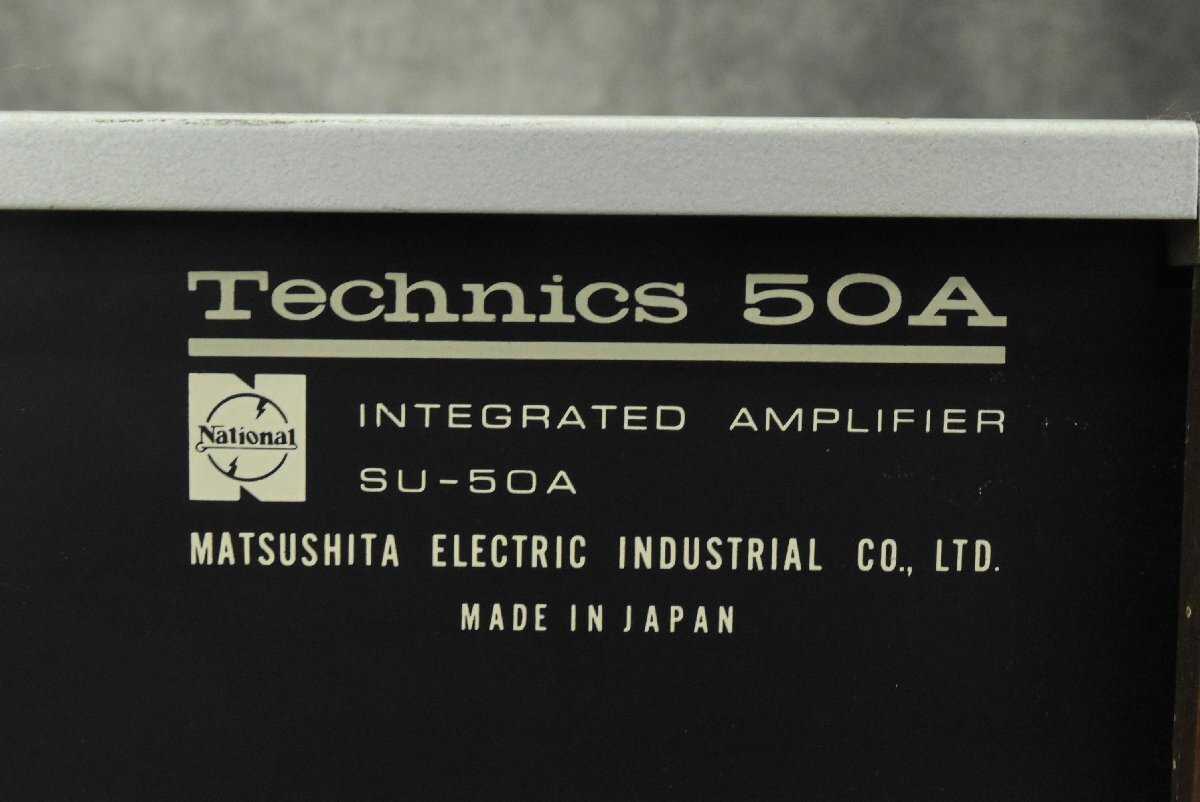 Technics 50A
National
INTEGRATED AMPLIFIER
SU-50A
MATSUSHITA ELECTRIC INDUSTRIAL CO., LTD.
MADE IN JAPAN